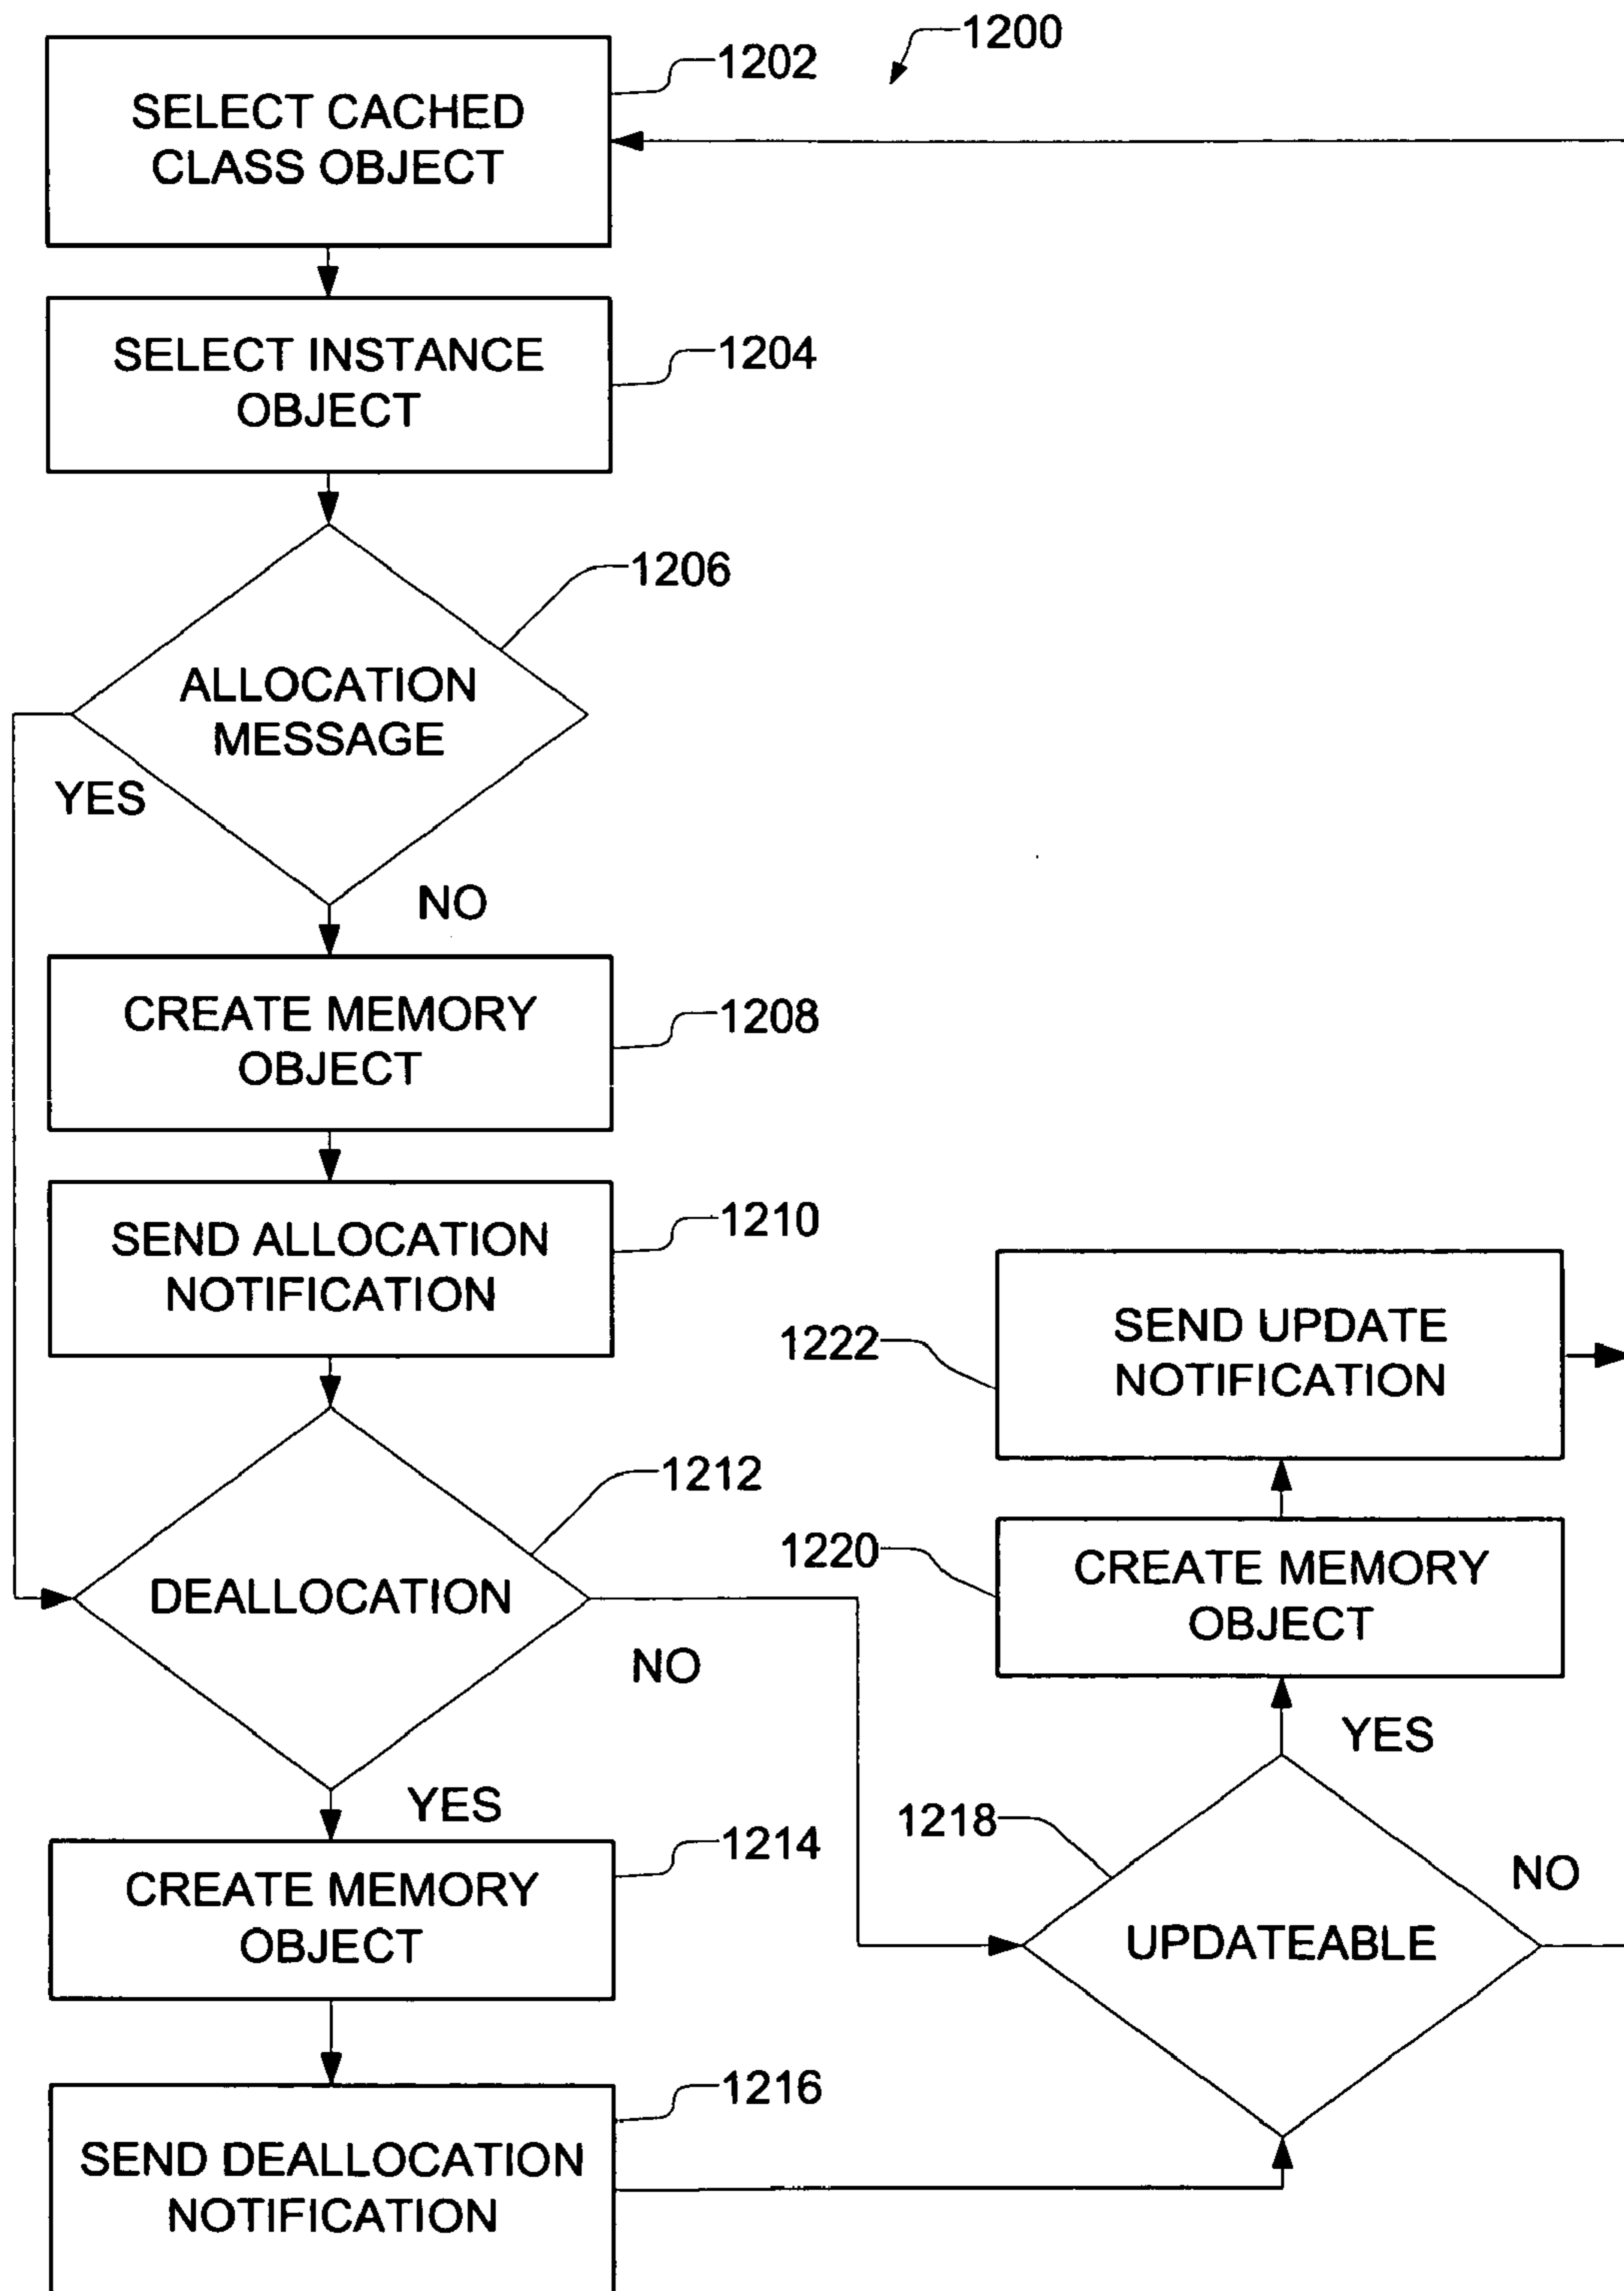 1200
1202
SELECT CACHED
CLASS OBJECT
SELECT INSTANCE
OBJECT
1204
1206
ALLOCATION
MESSAGE
YES
NO
CREATE MEMORY
OBJECT
1208
SEND ALLOCATION
NOTIFICATION
1210
1212
DEALLOCATION
NO
YES
CREATE MEMORY
OBJECT
1214
1216
SEND DEALLOCATION
NOTIFICATION
1218
UPDATEABLE
NO
YES
1220
CREATE MEMORY
OBJECT
1222
SEND UPDATE
NOTIFICATION